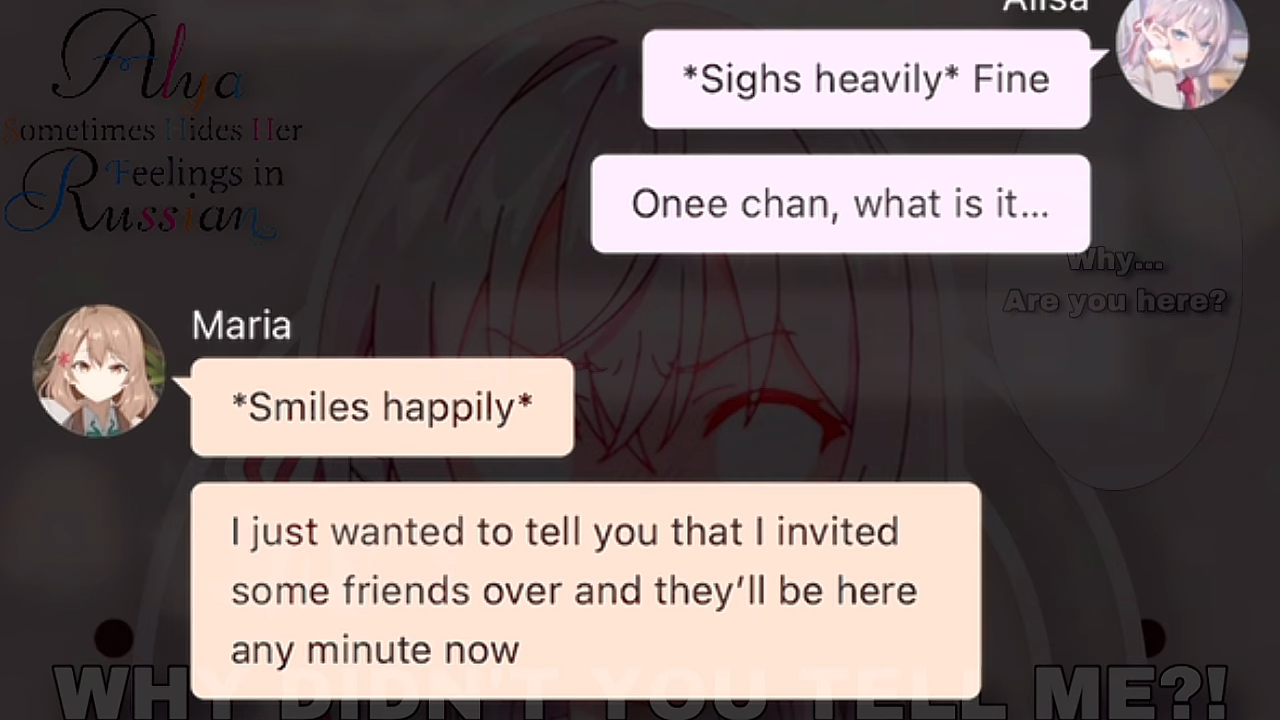 Alya
Sometimes Hides Her
Feelings in
Russian
Alisa
*Sighs heavily* Fine
Onee chan, what is it...
Why...
Are you here?
Maria
*Smiles happily*
I just wanted to tell you that I invited
some friends over and they’ll be here
any minute now
WHY DIDN'T YOU TELL ME?!